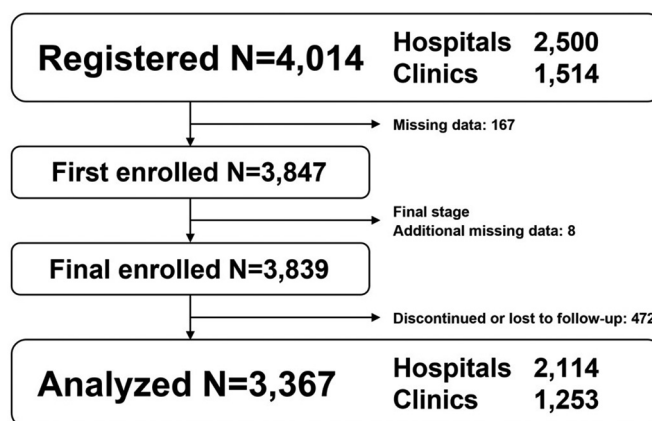 Registered N=4,014
Hospitals 2,500
Clinics 1,514
Missing data: 167
First enrolled N=3,847
Final stage
Additional missing data: 8
Final enrolled N=3,839
Discontinued or lost to follow-up: 472
Analyzed N=3,367
Hospitals 2,114
Clinics 1,253